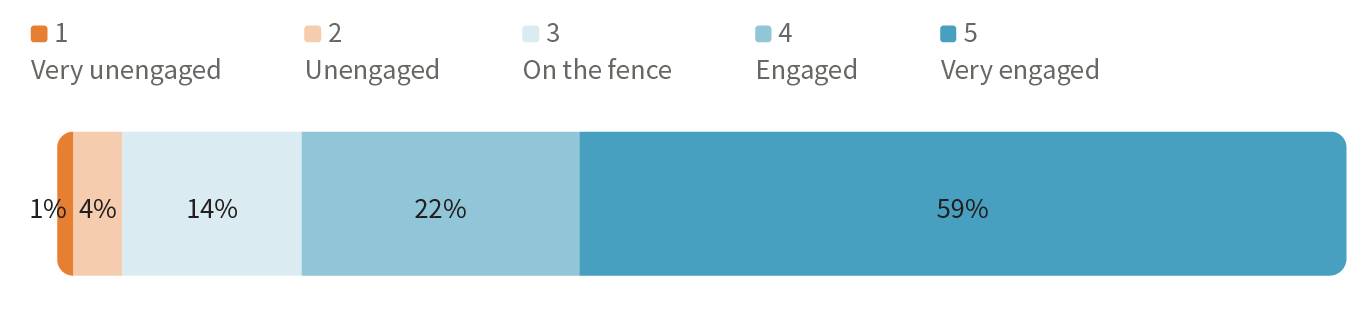 1 2 3 4 5
Very unengaged Unengaged On the fence Engaged Very engaged
1% 4% 14% 22% 59%